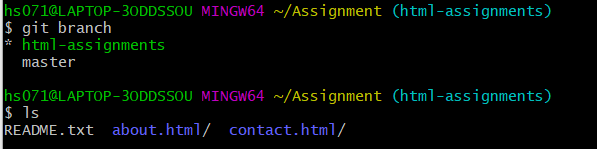 hs071@LAPTOP-3ODDSSOU MINGW64 ~/Assignment (html-assignments)
$ git branch
* html-assignments
  master
hs071@LAPTOP-3ODDSSOU MINGW64 ~/Assignment (html-assignments)
$ ls
README.txt  about.html/  contact.html/